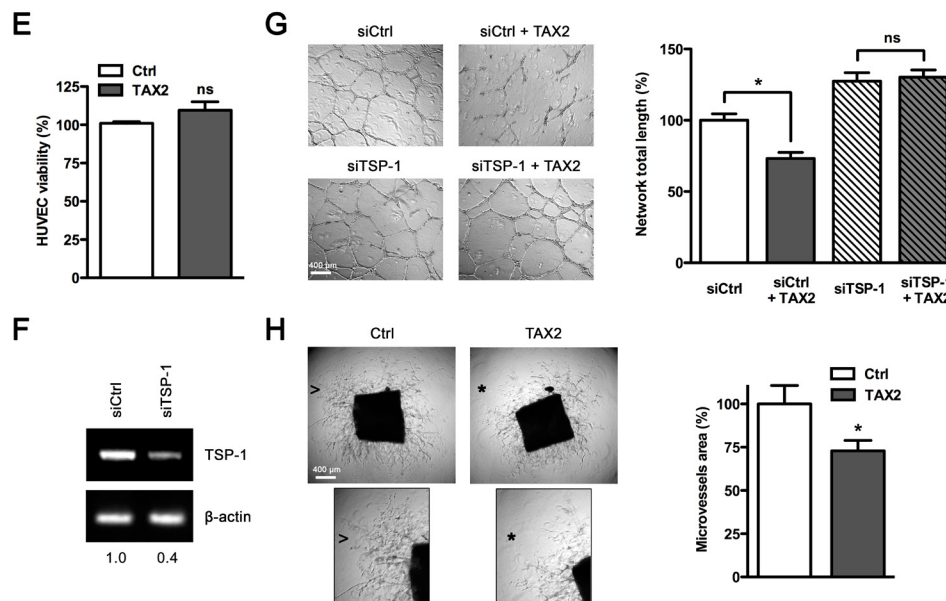 E
Ctrl
TAX2
ns
HUVEC viability (%)
125
100
75
50
25
0
F
siCtrl
siTSP-1
TSP-1
β-actin
1.0
0.4
G
siCtrl
siCtrl + TAX2
siTSP-1
siTSP-1 + TAX2
400 µm
Network total length (%)
150
100
50
0
*
ns
siCtrl
siCtrl
+ TAX2
siTSP-1
siTSP-1
+ TAX2
H
Ctrl
TAX2
>
*
400 µm
>
*
Microvessels area (%)
100
75
50
25
0
Ctrl
TAX2
*